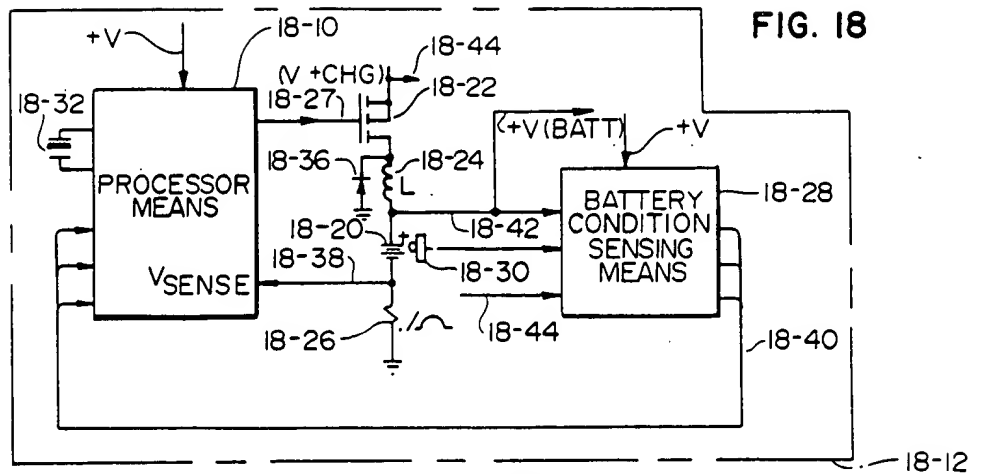 FIG. 18
+V
18-10
(V +CHG)
18-44
18-27
18-22
18-32
+V(BATT)
+V
18-36
18-24
L
18-28
PROCESSOR
MEANS
BATTERY
CONDITION
SENSING
MEANS
18-20
+
18-42
18-38
18-30
VSENSE
18-44
18-26
18-40
18-12